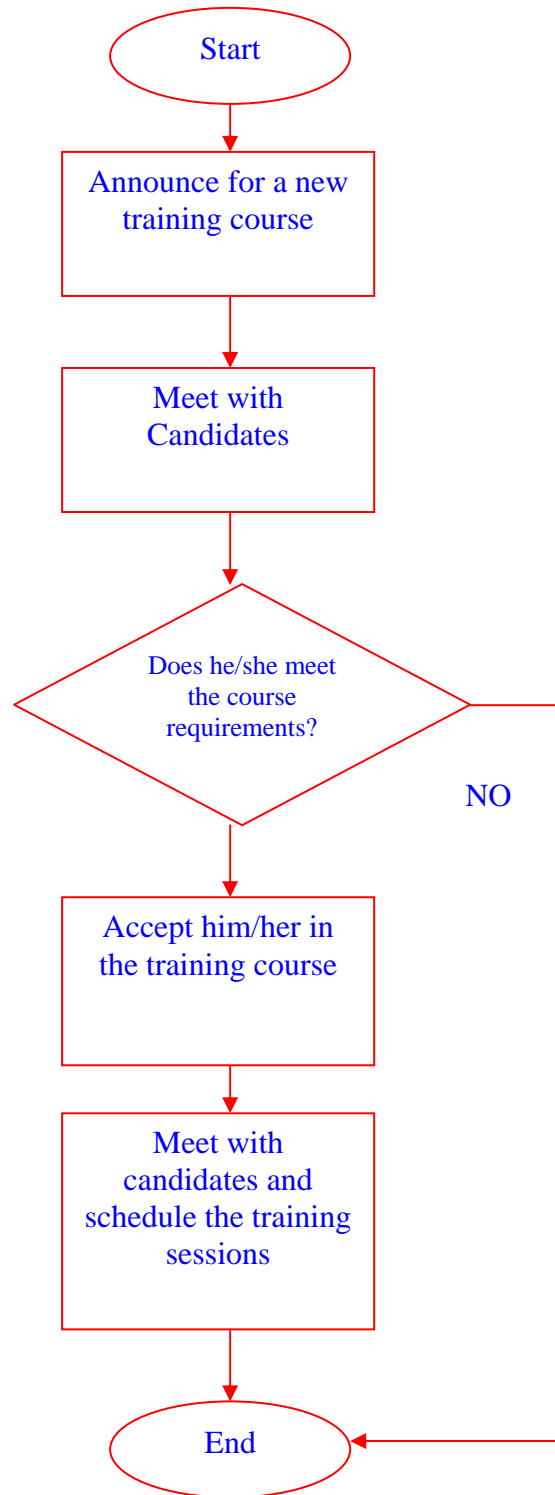 Start
Announce for a new
training course
Meet with
Candidates
Does he/she meet
the course
requirements?
NO
Accept him/her in
the training course
Meet with
candidates and
schedule the training
sessions
End